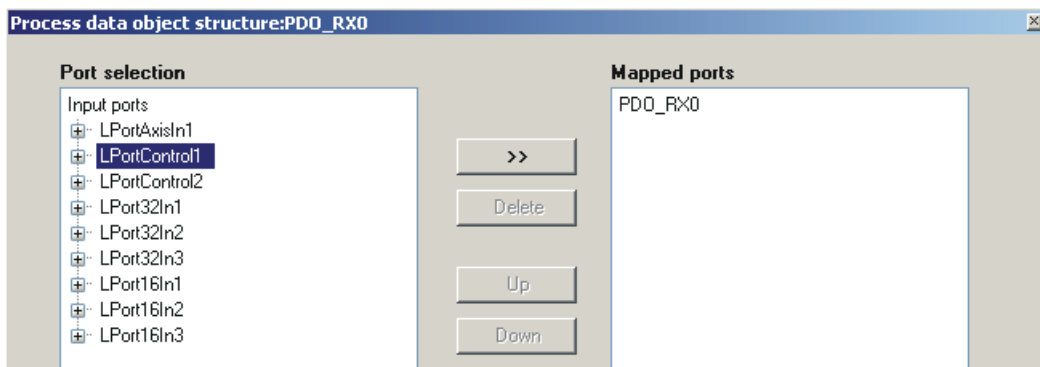 Process data object structure:PDO_RX0
Port selection
Input ports
LPortAxisIn1
LPortControl1
LPortControl2
LPort32In1
LPort32In2
LPort32In3
LPort16In1
LPort16In2
LPort16In3
>>
Delete
Up
Down
Mapped ports
PDO_RX0